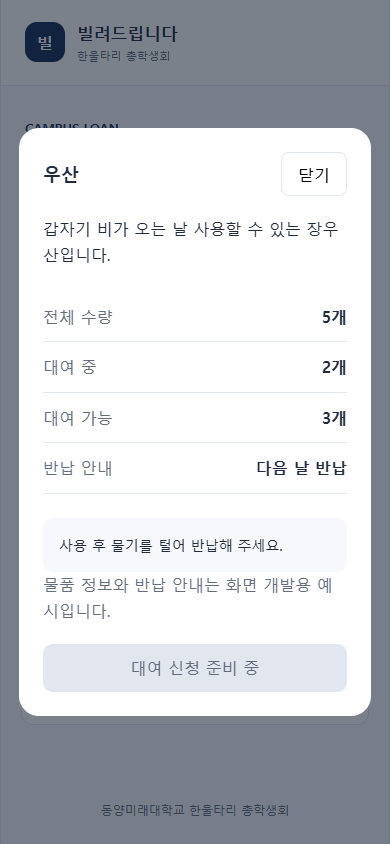 빌
빌려드립니다
한울타리 총학생회
CAMPUS LOAN
우산
닫기
갑자기 비가 오는 날 사용할 수 있는 장우
산입니다.
전체 수량
5개
대여 중
2개
대여 가능
3개
반납 안내
다음 날 반납
사용 후 물기를 털어 반납해 주세요.
물품 정보와 반납 안내는 화면 개발용 예
시입니다.
대여 신청 준비 중
동양미래대학교 한울타리 총학생회